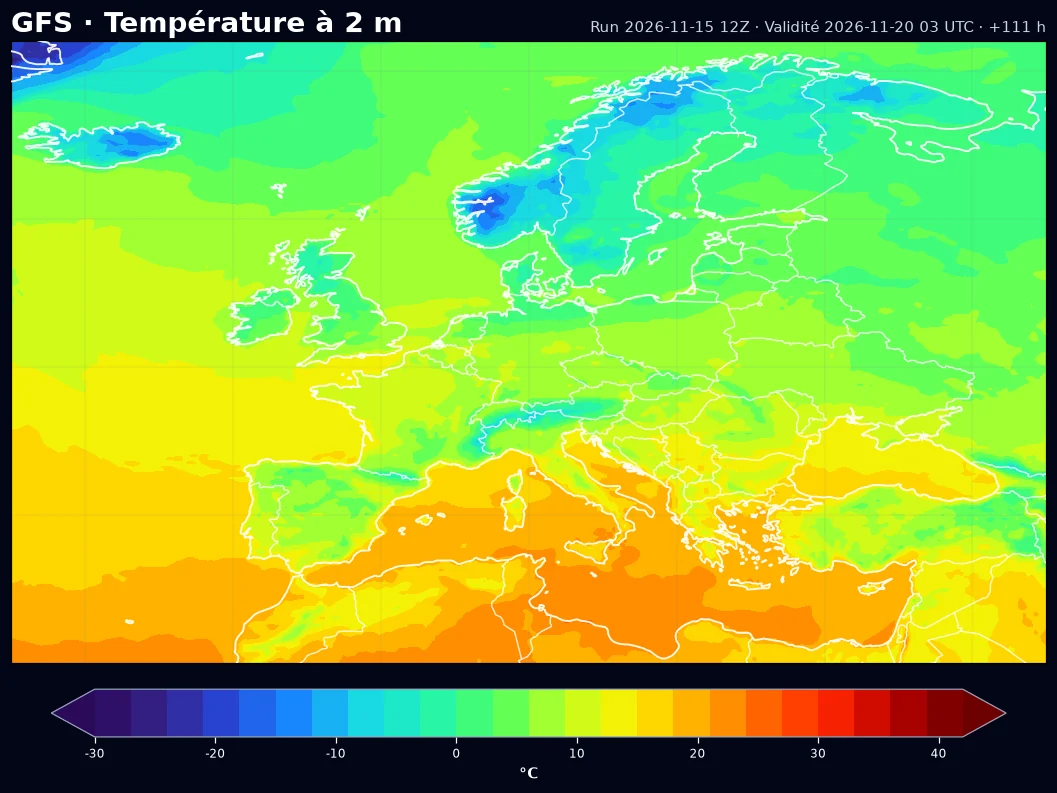 GFS · Température à 2 m
Run 2026-11-15 12Z · Validité 2026-11-20 03 UTC · +111 h
-30 -20 -10 0 10 20 30 40
°C